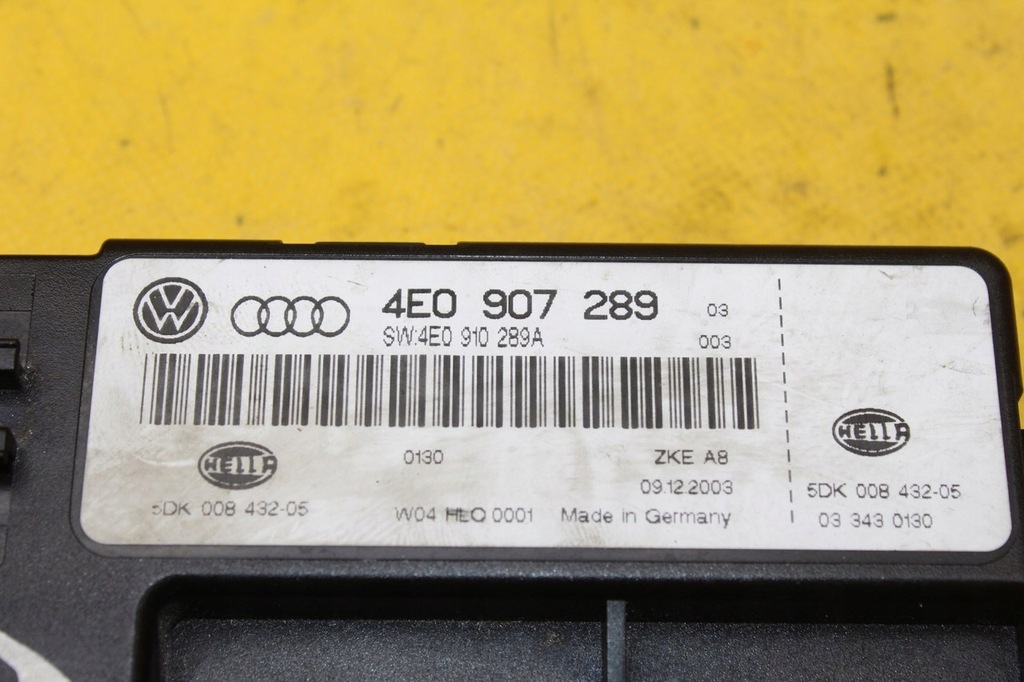 4E0 907 289 03
SW:4E0 910 289A 003
HELLA 0130 ZKE A8
09.12.2003
5DK 008 432-05 W04 HLO 0001 Made in Germany
HELLA
5DK 008 432-05
03 343 0130